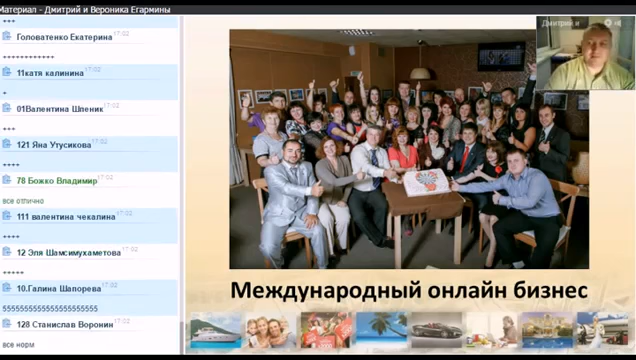 Материал - Дмитрий и Вероника Егармины
+++
Головатенко Екатерина 17:02
++++++++++++
11катя калинина 17:02
+
01Валентина Шпеник 17:02
+++
121 Яна Утусикова 17:02
++++
78 Божко Владимир 17:02
все отлично
111 валентина чекалина 17:02
++++
12 Эля Шамсимухаметова 17:02
+++++
10.Галина Шапорева 17:02
5555555555555555555555
128 Станислав Воронин 17:02
все норм
Дмитрий и
Международный онлайн бизнес